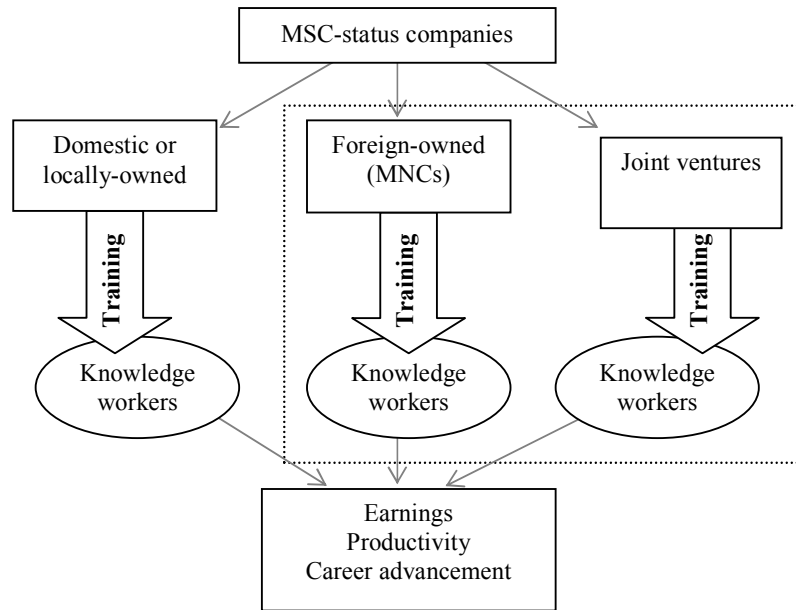 MSC-status companies
Domestic or
locally-owned
Foreign-owned
(MNCs)
Joint ventures
Training
Training
Training
Knowledge
workers
Knowledge
workers
Knowledge
workers
Earnings
Productivity
Career advancement